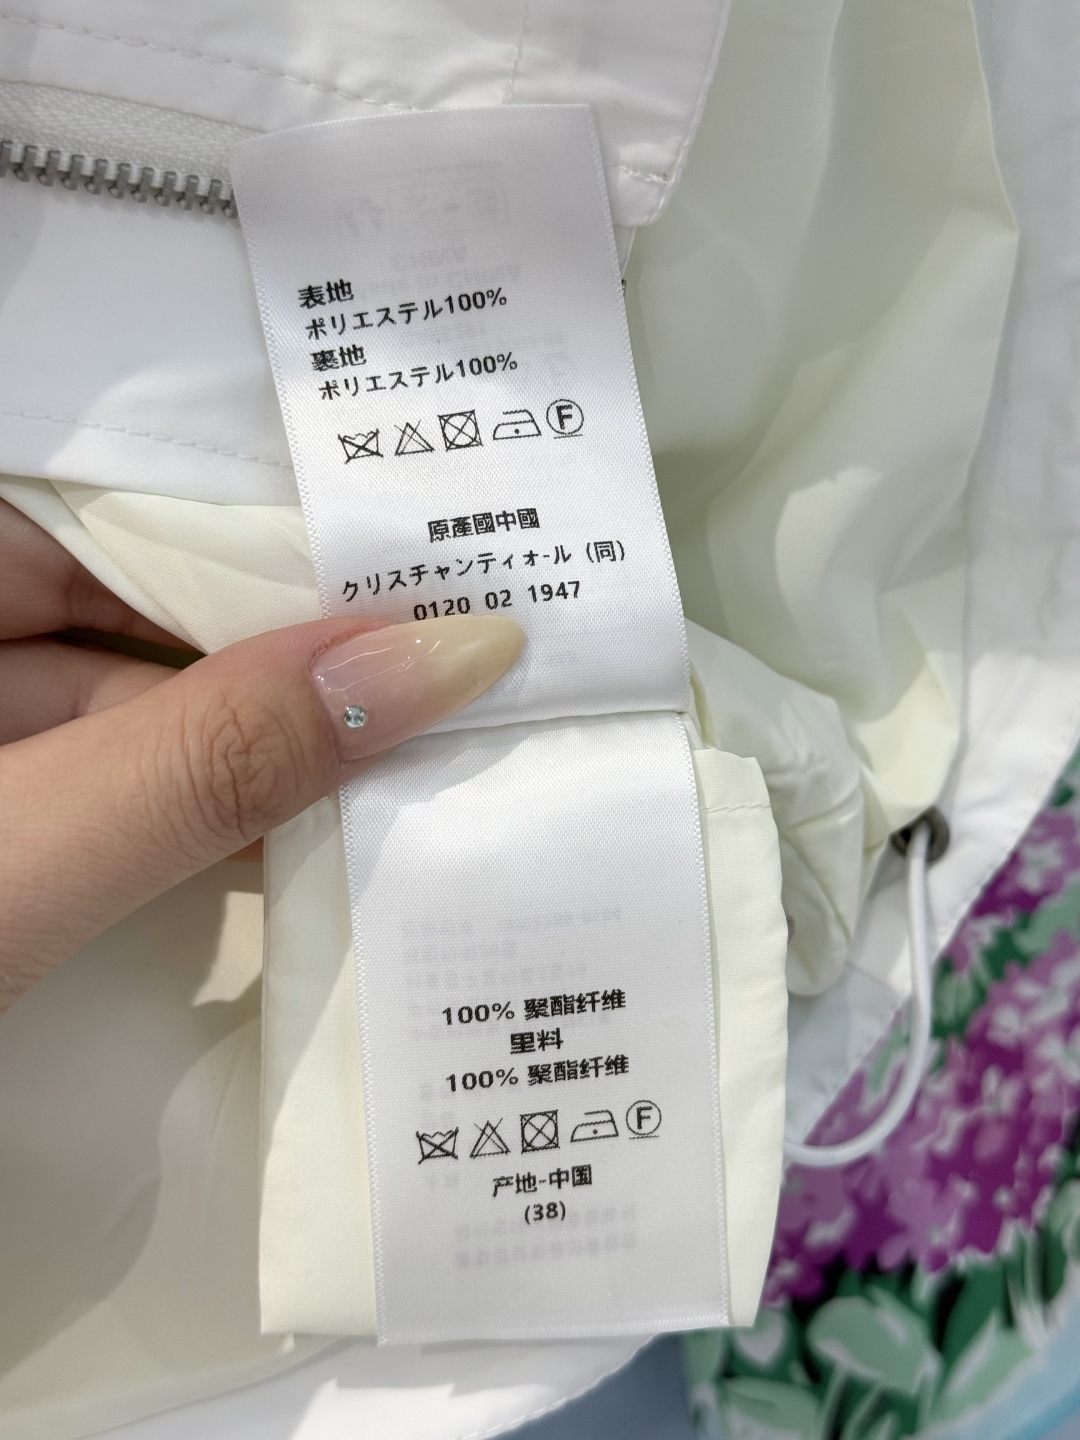 表地
ポリエステル100%
裏地
ポリエステル100%
F
原產國中國
クリスチャンディオール (同)
0120 02 1947
100% 聚酯纤维
里料
100% 聚酯纤维
F
产地-中国
(38)